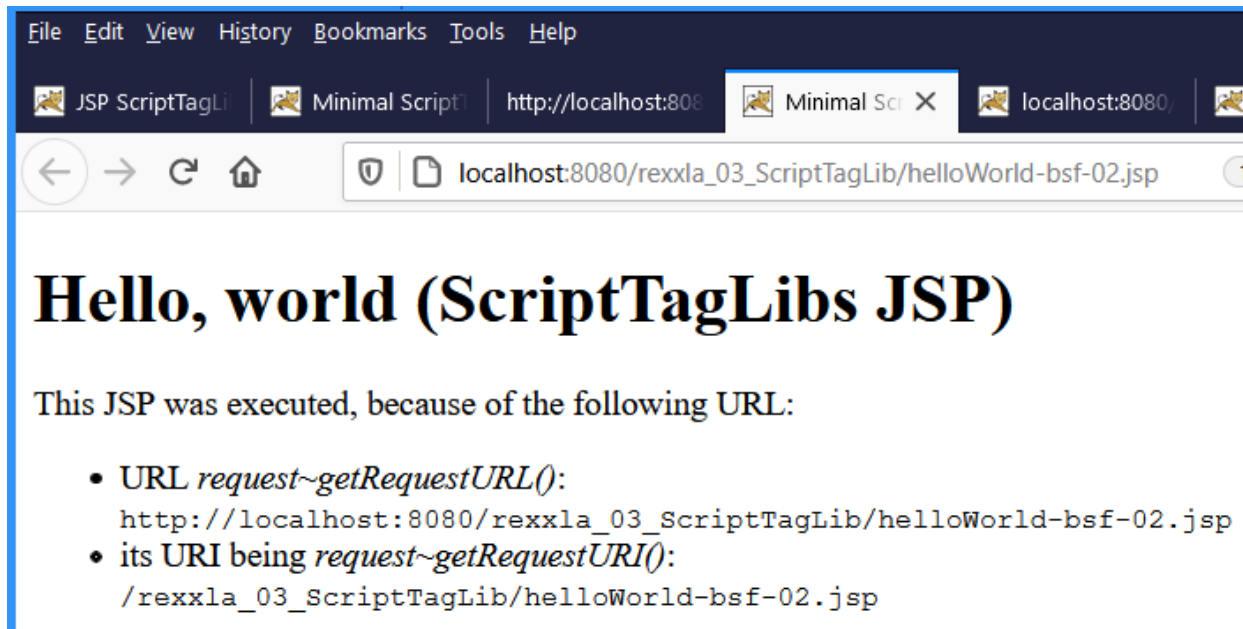 File Edit View History Bookmarks Tools Help
JSP ScriptTagLi Minimal ScriptT http://localhost:808 Minimal Scr localhost:8080/
localhost:8080/rexxla_03_ScriptTagLib/helloWorld-bsf-02.jsp
Hello, world (ScriptTagLibs JSP)
This JSP was executed, because of the following URL:
• URL request~getRequestURL():
http://localhost:8080/rexxla_03_ScriptTagLib/helloWorld-bsf-02.jsp
• its URI being request~getRequestURI():
/rexxla_03_ScriptTagLib/helloWorld-bsf-02.jsp